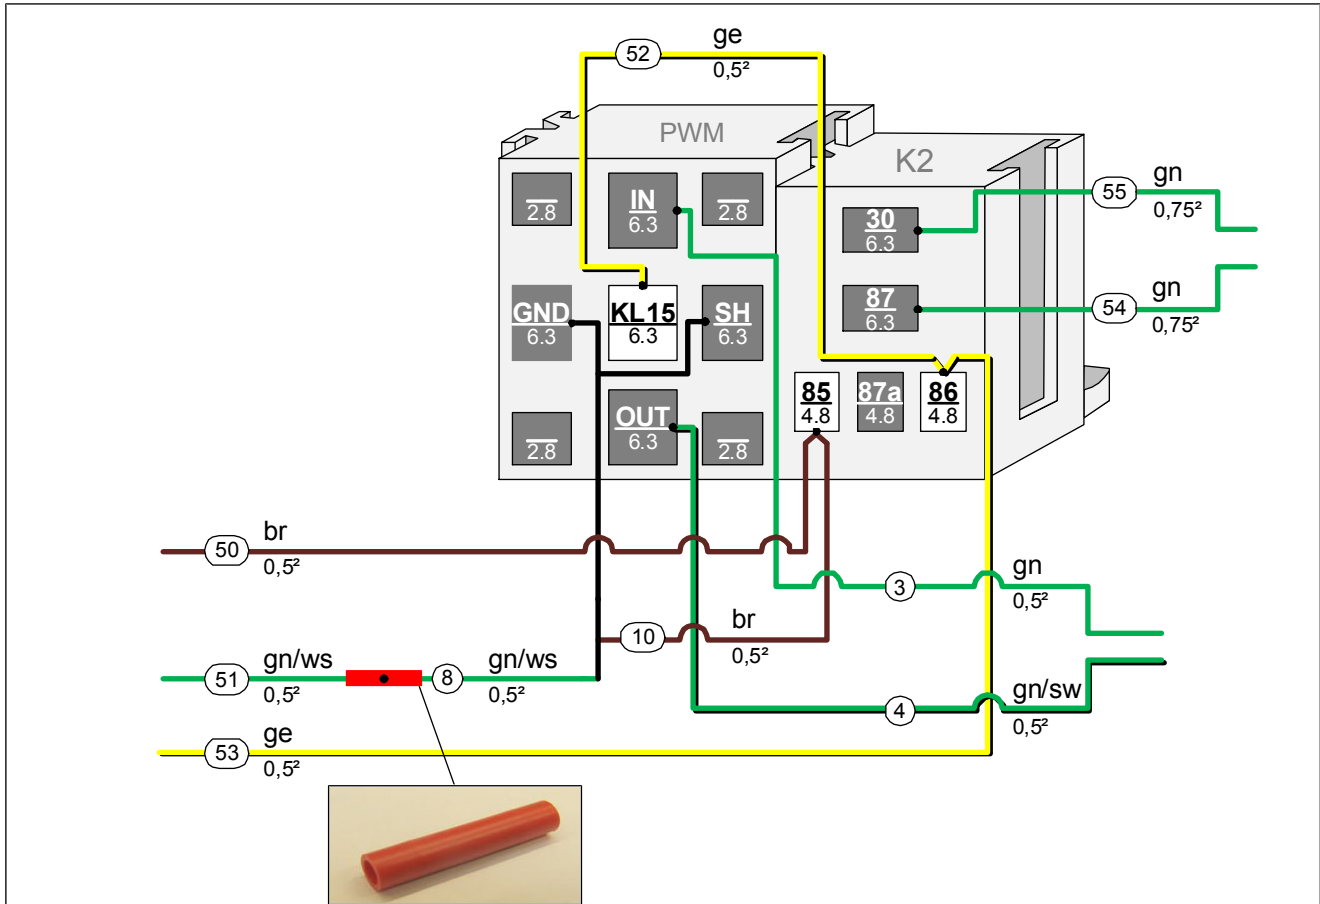 52
ge
0,5²
PWM
K2
2.8
IN
6.3
2.8
30
6.3
55
gn
0,75²
GND
6.3
KL15
6.3
SH
6.3
87
6.3
54
gn
0,75²
85
4.8
87a
4.8
86
4.8
2.8
OUT
6.3
2.8
50
br
0,5²
3
gn
0,5²
10
br
0,5²
51
gn/ws
0,5²
8
gn/ws
0,5²
4
gn/sw
0,5²
53
ge
0,5²